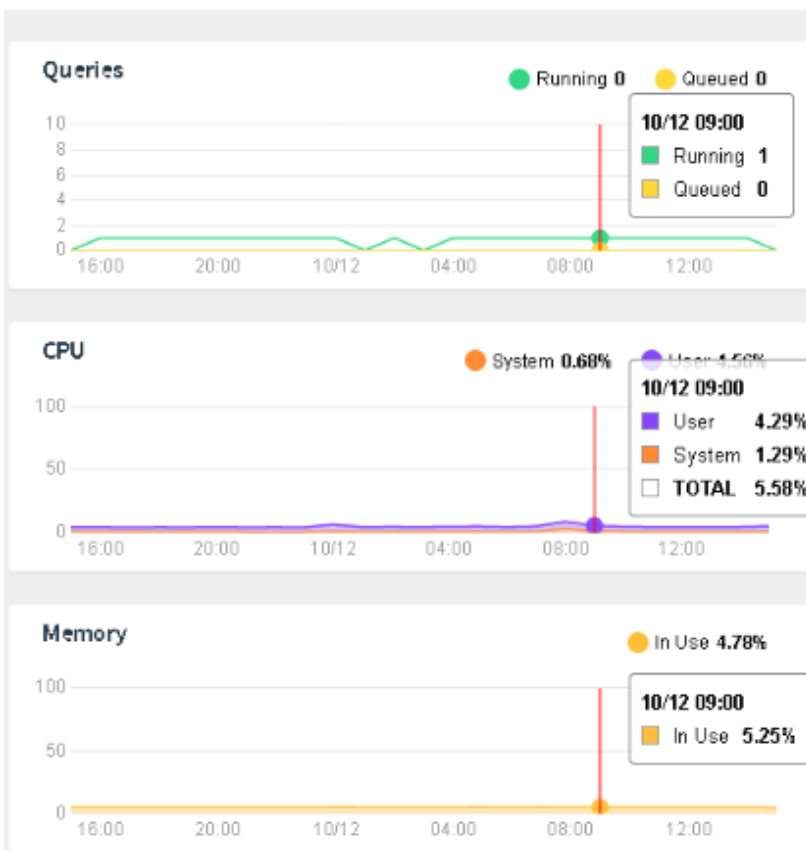 Queries
Running 0 Queued 0
10/12 09:00
Running 1
Queued 0
10
8
6
4
2
0
16:00 20:00 10/12 04:00 08:00 12:00
CPU
System 0.68% User 4.56%
10/12 09:00
User 4.29%
System 1.29%
TOTAL 5.58%
100
50
0
16:00 20:00 10/12 04:00 08:00 12:00
Memory
In Use 4.78%
10/12 09:00
In Use 5.25%
100
50
0
16:00 20:00 10/12 04:00 08:00 12:00